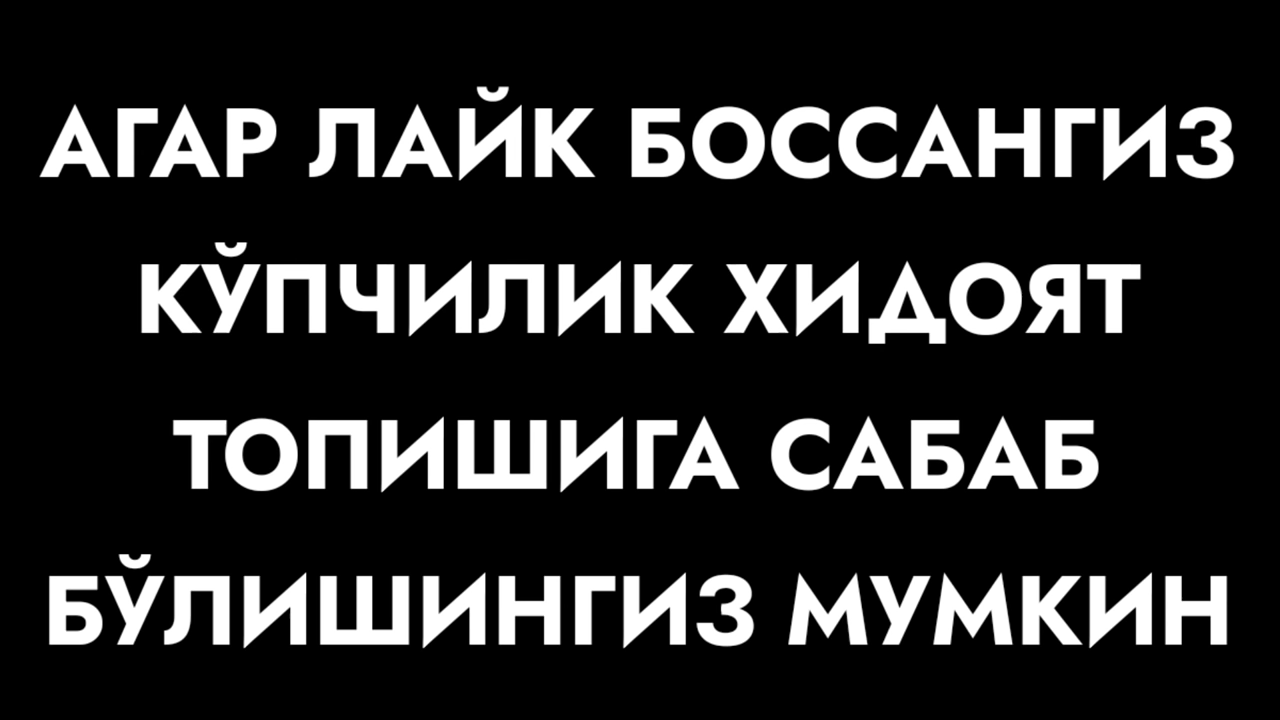 АГАР ЛАЙК БОССАНГИЗ
КЎПЧИЛИК ХИДОЯТ
ТОПИШИГА САБАБ
БЎЛИШИНГИЗ МУМКИН